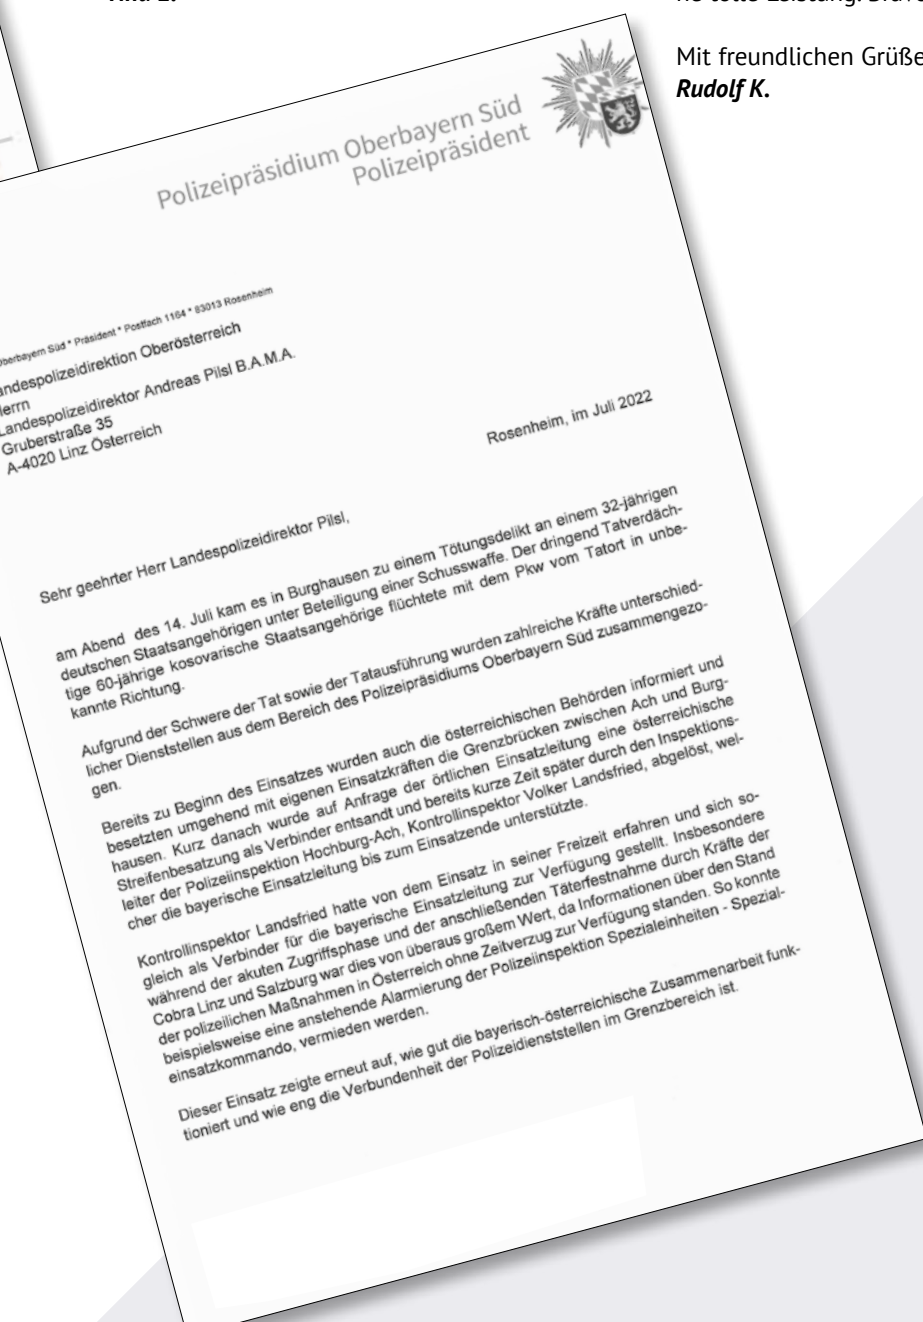 Mit freundlichen Grüße
Rudolf K.
Polizeipräsidium Oberbayern Süd
Polizeipräsident
Oberbayern Süd * Präsident * Postfach 1164 * 83013 Rosenheim
andespolizeidirektion Oberösterreich
Herrn
Landespolizeidirektor Andreas Pilsl B.A.M.A.
Gruberstraße 35
A-4020 Linz Österreich
Rosenheim, im Juli 2022
Sehr geehrter Herr Landespolizeidirektor Pilsl,
am Abend des 14. Juli kam es in Burghausen zu einem Tötungsdelikt an einem 32-jährigen
deutschen Staatsangehörigen unter Beteiligung einer Schusswaffe. Der dringend Tatverdäch-
tige 60-jährige kosovarische Staatsangehörige flüchtete mit dem Pkw vom Tatort in unbe-
kannte Richtung.
Aufgrund der Schwere der Tat sowie der Tatausführung wurden zahlreiche Kräfte unterschied-
licher Dienststellen aus dem Bereich des Polizeipräsidiums Oberbayern Süd zusammengezo-
gen.
Bereits zu Beginn des Einsatzes wurden auch die österreichischen Behörden informiert und
besetzten umgehend mit eigenen Einsatzkräften die Grenzbrücken zwischen Ach und Burg-
hausen. Kurz danach wurde auf Anfrage der örtlichen Einsatzleitung eine österreichische
Streifenbesatzung als Verbinder entsandt und bereits kurze Zeit später durch den Inspektions-
leiter der Polizeiinspektion Hochburg-Ach, Kontrollinspektor Volker Landsfried, abgelöst, wel-
cher die bayerische Einsatzleitung bis zum Einsatzende unterstützte.
Kontrollinspektor Landsfried hatte von dem Einsatz in seiner Freizeit erfahren und sich so-
gleich als Verbinder für die bayerische Einsatzleitung zur Verfügung gestellt. Insbesondere
während der akuten Zugriffsphase und der anschließenden Täterfestnahme durch Kräfte der
Cobra Linz und Salzburg war dies von überaus großem Wert, da Informationen über den Stand
der polizeilichen Maßnahmen in Österreich ohne Zeitverzug zur Verfügung standen. So konnte
beispielsweise eine anstehende Alarmierung der Polizeiinspektion Spezialeinheiten - Spezial-
einsatzkommando, vermieden werden.
Dieser Einsatz zeigte erneut auf, wie gut die bayerisch-österreichische Zusammenarbeit funk-
tioniert und wie eng die Verbundenheit der Polizeidienststellen im Grenzbereich ist.